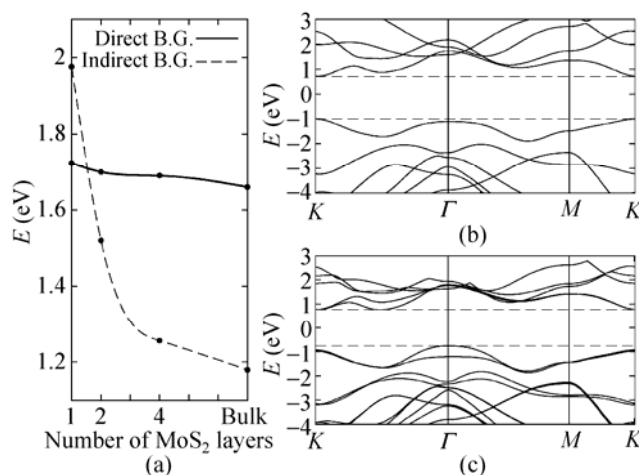 Direct B.G.
Indirect B.G.
E (eV)
2
1.8
1.6
1.4
1.2
1 2 4 Bulk
Number of MoS₂ layers
(a)
E (eV)
3
2
1
0
−1
−2
−3
−4
K Γ M K
(b)
E (eV)
3
2
1
0
−1
−2
−3
−4
K Γ M K
(c)